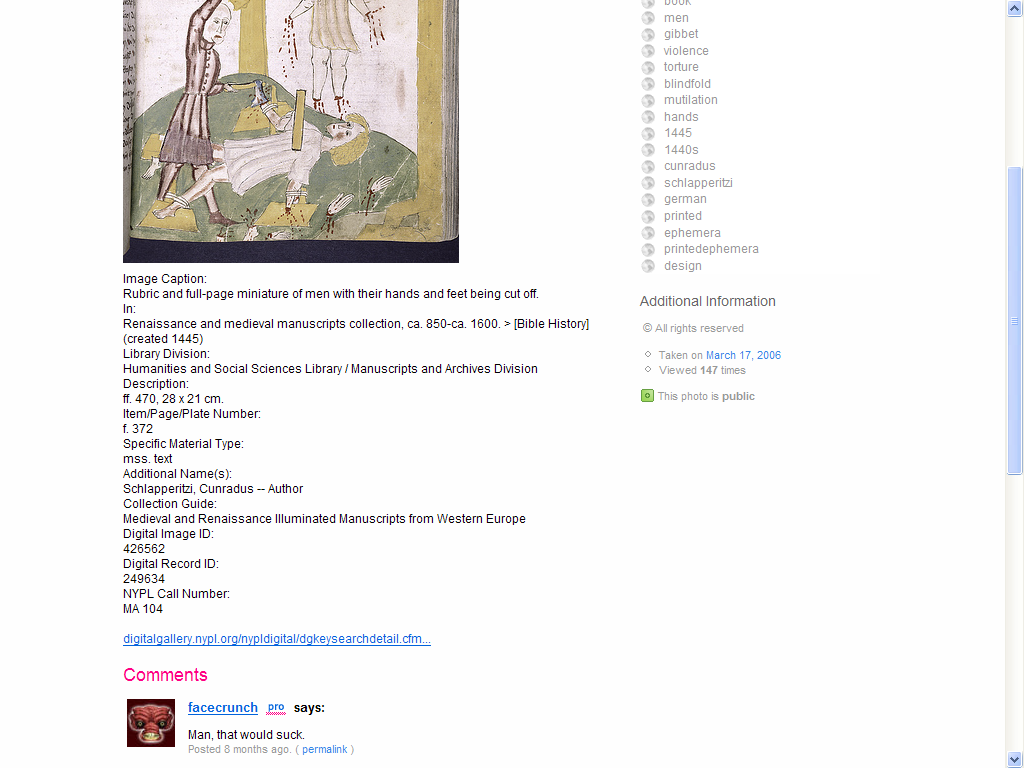 Image Caption:
Rubric and full-page miniature of men with their hands and feet being cut off.
In:
Renaissance and medieval manuscripts collection, ca. 850-ca. 1600. > [Bible History]
(created 1445)
Library Division:
Humanities and Social Sciences Library / Manuscripts and Archives Division
Description:
ff. 470, 28 x 21 cm.
Item/Page/Plate Number:
f. 372
Specific Material Type:
mss. text
Additional Name(s):
Schlapperitzi, Cunradus -- Author
Collection Guide:
Medieval and Renaissance Illuminated Manuscripts from Western Europe
Digital Image ID:
426562
Digital Record ID:
249634
NYPL Call Number:
MA 104
digitalgallery.nypl.org/nypldigital/dgkeysearchdetail.cfm...
Comments
facecrunch pro says:
Man, that would suck.
Posted 8 months ago. ( permalink )
book
men
gibbet
violence
torture
blindfold
mutilation
hands
1445
1440s
cunradus
schlapperitzi
german
printed
ephemera
printedephemera
design
Additional Information
© All rights reserved
Taken on March 17, 2006
Viewed 147 times
This photo is public